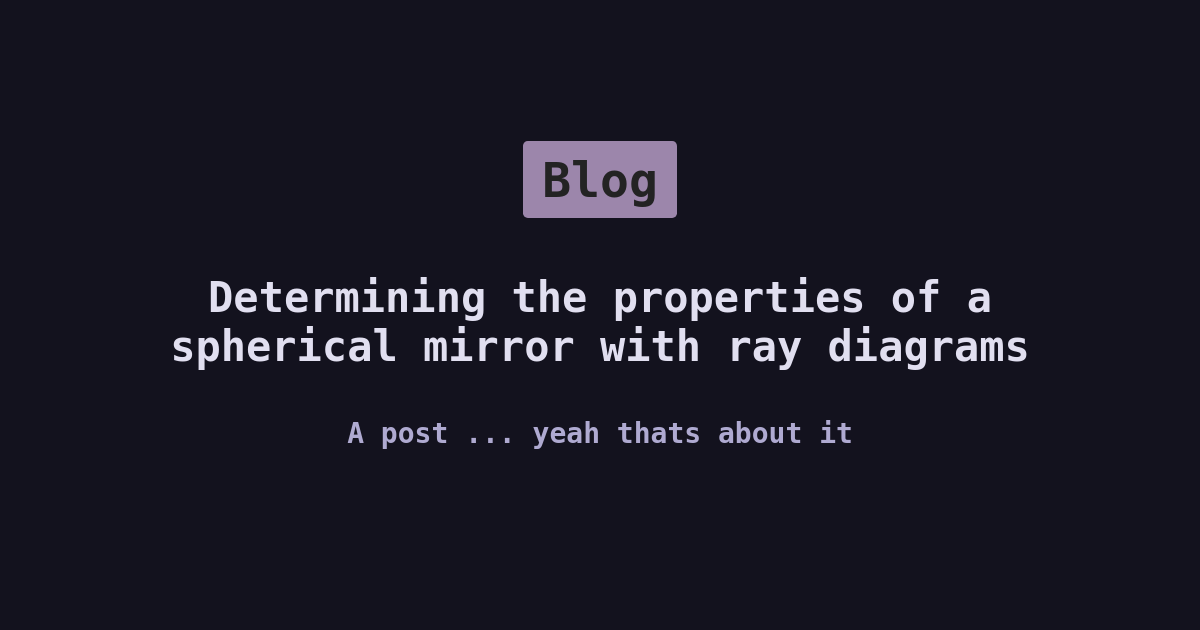 Blog
Determining the properties of a
spherical mirror with ray diagrams
A post ... yeah thats about it